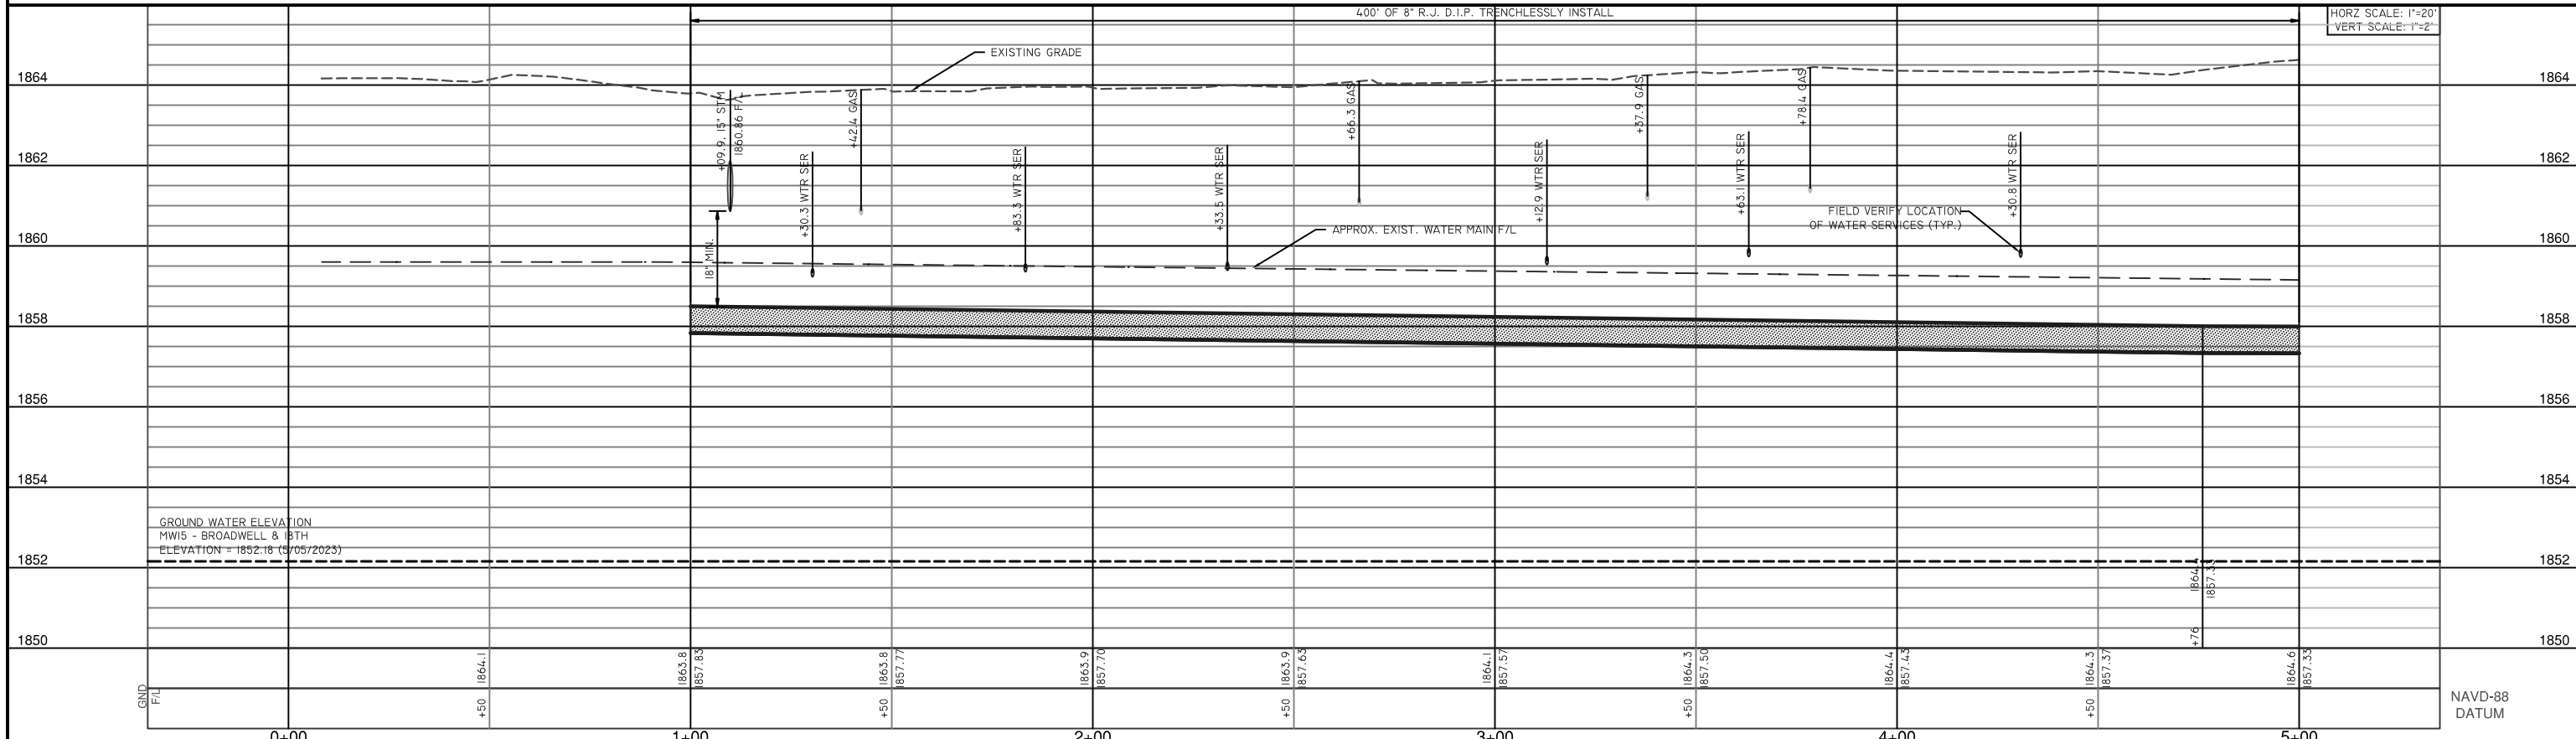 400' OF 8" R.J. D.I.P. TRENCHLESSLY INSTALL
HORZ SCALE: 1"=20'
VERT SCALE: 1"=2'
EXISTING GRADE
1864
1864
+09.9, 15" STM
1860.86 F/L
+42.4 GAS
+66.3 GAS
+37.9 GAS
+78.4 GAS
1862
1862
+30.3 WTR SER
+83.3 WTR SER
+33.5 WTR SER
+12.9 WTR SER
+63.1 WTR SER
+30.8 WTR SER
FIELD VERIFY LOCATION
OF WATER SERVICES (TYP.)
APPROX. EXIST. WATER MAIN F/L
18" MIN.
1860
1860
1858
1858
1856
1856
1854
1854
GROUND WATER ELEVATION
MW15 - BROADWELL & 18TH
ELEVATION = 1852.18 (5/05/2023)
1852
1852
1864.4
1857.33
+76
1850
1850
GND
F/L
1864.1
1863.8
1857.83
1863.8
1857.77
1863.9
1857.70
1863.9
1857.63
1864.1
1857.57
1864.3
1857.50
1864.4
1857.43
1864.3
1857.37
1864.6
1857.33
+50
+50
+50
+50
+50
NAVD-88
DATUM
0+00
1+00
2+00
3+00
4+00
5+00